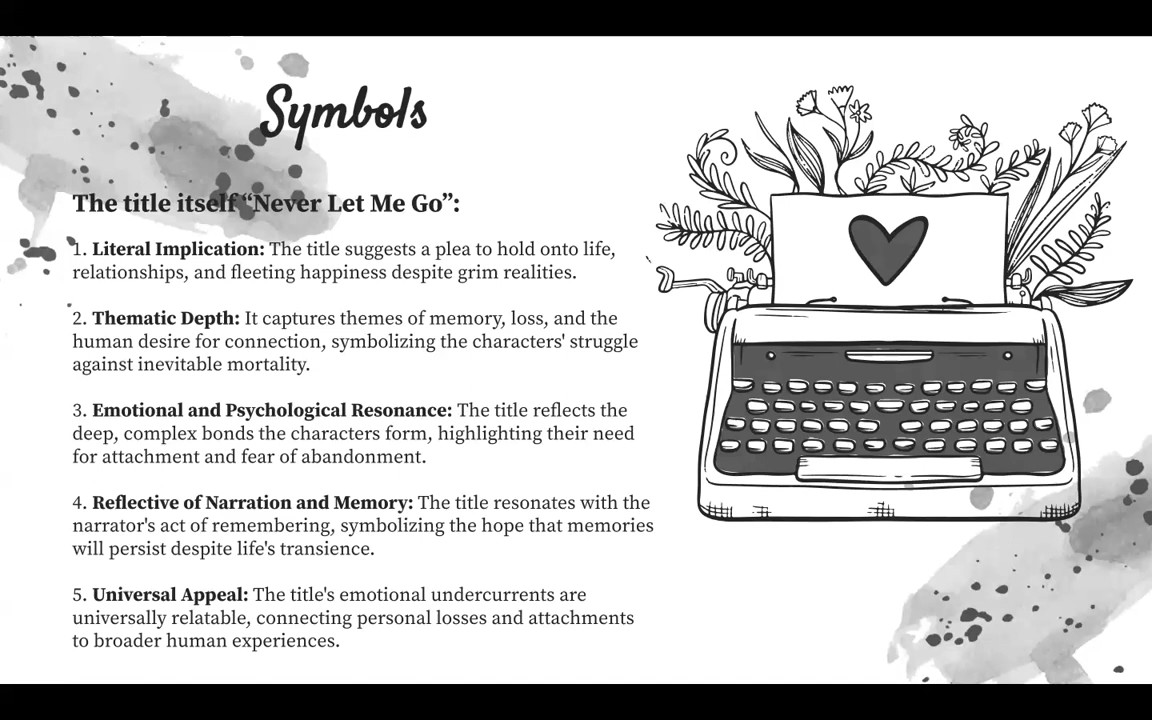 Symbols
The title itself “Never Let Me Go”:
1. Literal Implication: The title suggests a plea to hold onto life,
relationships, and fleeting happiness despite grim realities.
2. Thematic Depth: It captures themes of memory, loss, and the
human desire for connection, symbolizing the characters' struggle
against inevitable mortality.
3. Emotional and Psychological Resonance: The title reflects the
deep, complex bonds the characters form, highlighting their need
for attachment and fear of abandonment.
4. Reflective of Narration and Memory: The title resonates with the
narrator's act of remembering, symbolizing the hope that memories
will persist despite life's transience.
5. Universal Appeal: The title's emotional undercurrents are
universally relatable, connecting personal losses and attachments
to broader human experiences.